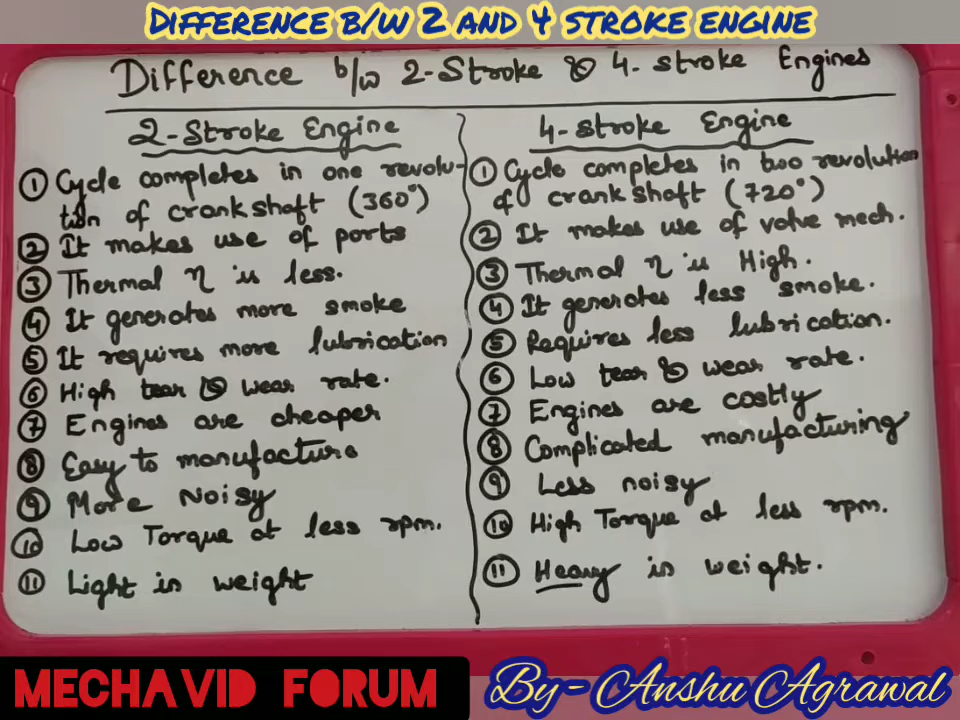 DIFFERENCE B/W 2 AND 4 STROKE ENGINE
Difference b/w 2-Stroke & 4-stroke Engines
2-Stroke Engine
① Cycle completes in one revolu-
tion of crankshaft (360°)
② It makes use of ports
③ Thermal η is less.
④ It generates more smoke
⑤ It requires more lubrication
⑥ High tear & wear rate.
⑦ Engines are cheaper
⑧ Easy to manufacture
⑨ More Noisy
⑩ Low Torque at less rpm.
⑪ Light in weight
4-stroke Engine
① Cycle completes in two revolution
of crankshaft (720°)
② It makes use of valve mech.
③ Thermal η is High.
④ It generates less smoke.
⑤ Requires less lubrication.
⑥ Low tear & wear rate.
⑦ Engines are costly
⑧ Complicated manufacturing
⑨ Less noisy
⑩ High Torque at less rpm.
⑪ Heavy in weight.
MECHAVID FORUM
By- Anshu Agrawal